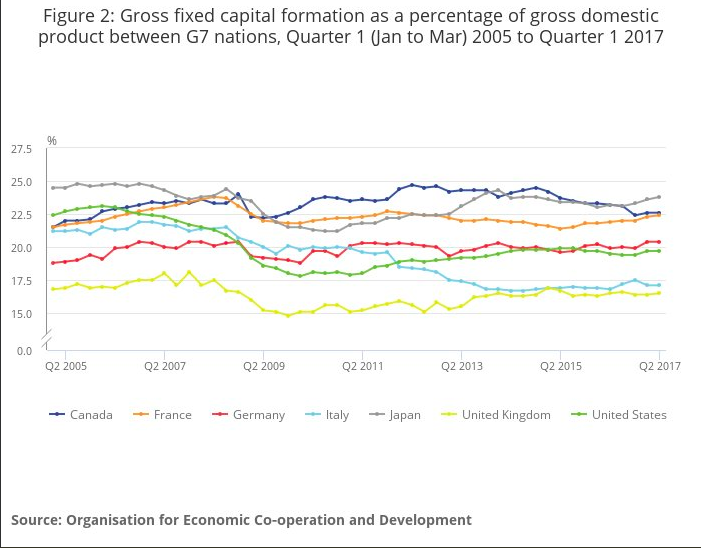 Figure 2: Gross fixed capital formation as a percentage of gross domestic
product between G7 nations, Quarter 1 (Jan to Mar) 2005 to Quarter 1 2017
%
27.5
25.0
22.5
20.0
17.5
15.0
0.0
Q2 2005 Q2 2007 Q2 2009 Q2 2011 Q2 2013 Q2 2015 Q2 2017
Canada France Germany Italy Japan United Kingdom United States
Source: Organisation for Economic Co-operation and Development